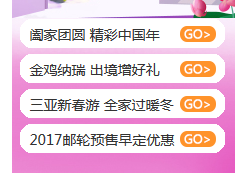 阖家团圆 精彩中国年 GO>
金鸡纳瑞 出境增好礼 GO>
三亚新春游 全家过暖冬 GO>
2017邮轮预售早定优惠 GO>